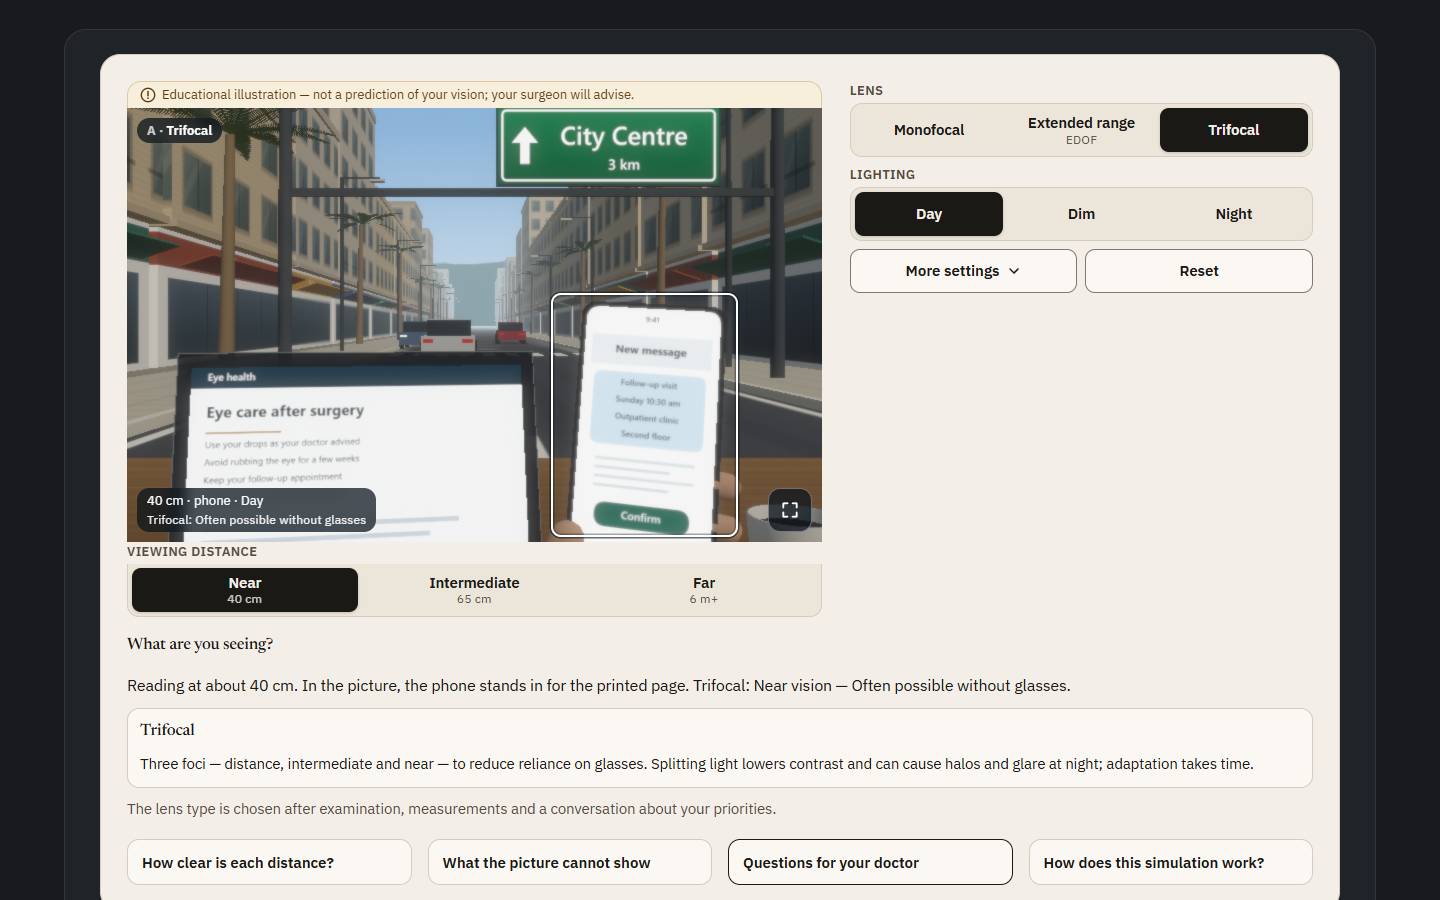 Educational illustration — not a prediction of your vision; your surgeon will advise.
A · Trifocal
City Centre
3 km
9:41
New message
Follow-up visit
Sunday 10:30 am
Outpatient clinic
Second floor
Confirm
Eye health
Eye care after surgery
Use your drops as your doctor advised
Avoid rubbing the eye for a few weeks
Keep your follow-up appointment
40 cm · phone · Day
Trifocal: Often possible without glasses
VIEWING DISTANCE
Near
40 cm
Intermediate
65 cm
Far
6 m+
LENS
Monofocal
Extended range
EDOF
Trifocal
LIGHTING
Day
Dim
Night
More settings
Reset
What are you seeing?
Reading at about 40 cm. In the picture, the phone stands in for the printed page. Trifocal: Near vision — Often possible without glasses.
Trifocal
Three foci — distance, intermediate and near — to reduce reliance on glasses. Splitting light lowers contrast and can cause halos and glare at night; adaptation takes time.
The lens type is chosen after examination, measurements and a conversation about your priorities.
How clear is each distance?
What the picture cannot show
Questions for your doctor
How does this simulation work?